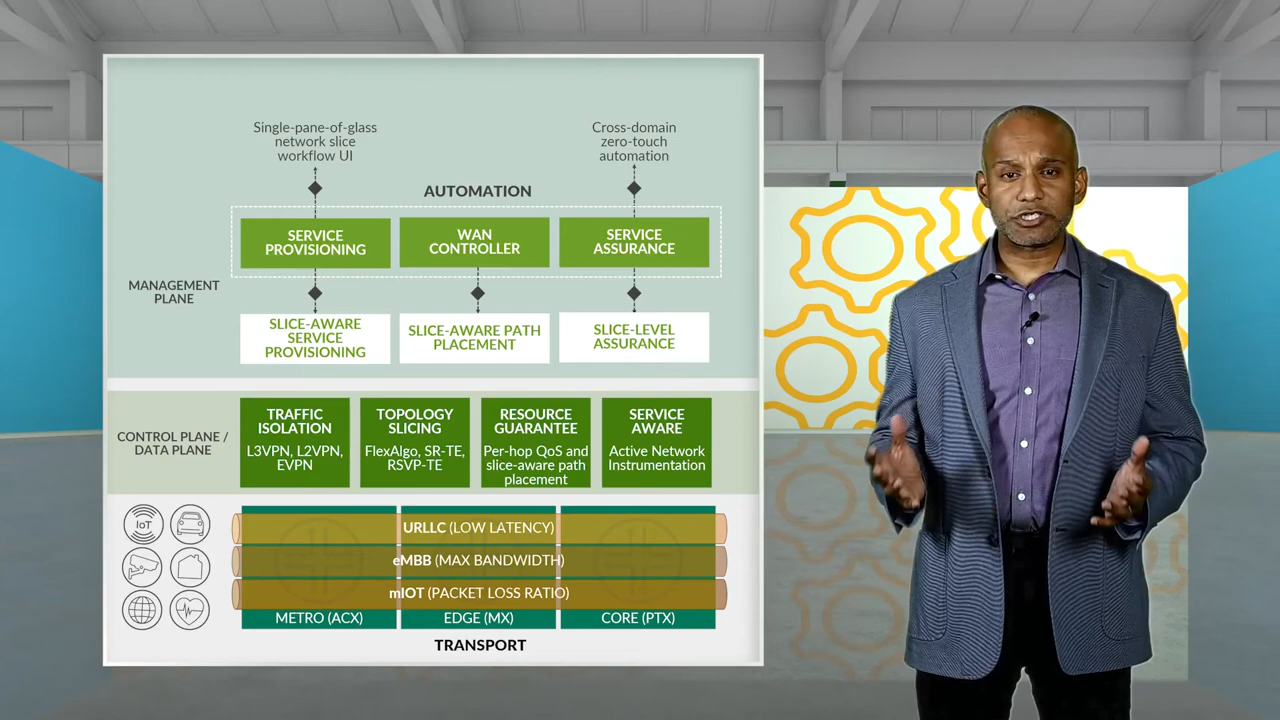 Single-pane-of-glass
network slice
workflow UI
Cross-domain
zero-touch
automation
AUTOMATION
SERVICE
PROVISIONING
WAN
CONTROLLER
SERVICE
ASSURANCE
MANAGEMENT
PLANE
SLICE-AWARE
SERVICE
PROVISIONING
SLICE-AWARE PATH
PLACEMENT
SLICE-LEVEL
ASSURANCE
CONTROL PLANE /
DATA PLANE
TRAFFIC
ISOLATION
L3VPN, L2VPN,
EVPN
TOPOLOGY
SLICING
FlexAlgo, SR-TE,
RSVP-TE
RESOURCE
GUARANTEE
Per-hop QoS and
slice-aware path
placement
SERVICE
AWARE
Active Network
Instrumentation
IoT
URLLC (LOW LATENCY)
eMBB (MAX BANDWIDTH)
mIOT (PACKET LOSS RATIO)
METRO (ACX)
EDGE (MX)
CORE (PTX)
TRANSPORT